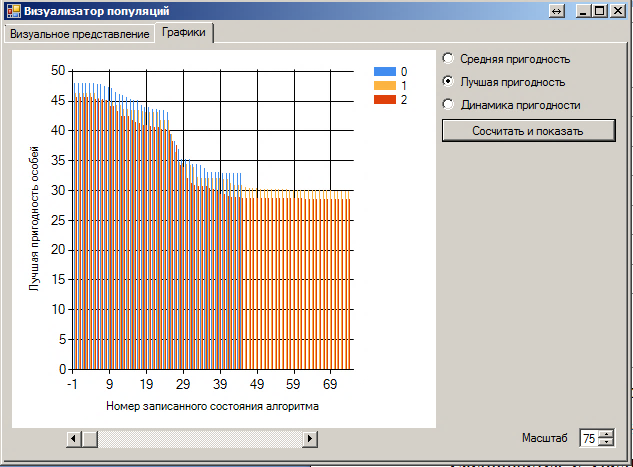 Визуализатор популяций
Визуальное представление
Графики
50
45
40
35
30
25
20
15
10
5
0
Лучшая пригодность особей
-1 9 19 29 39 49 59 69
Номер записанного состояния алгоритма
0
1
2
Средняя пригодность
Лучшая пригодность
Динамика пригодности
Сосчитать и показать
Масштаб 75